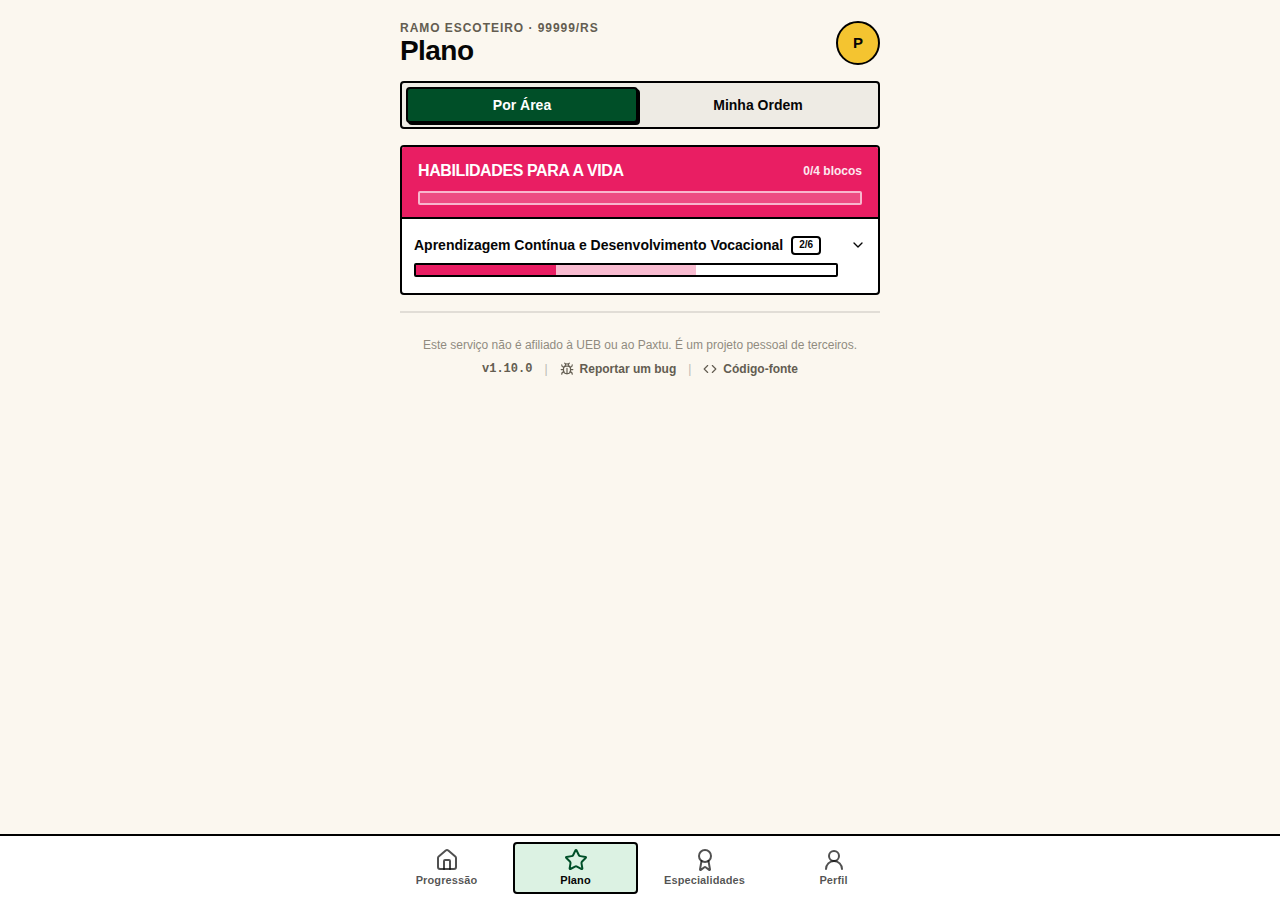 RAMO ESCOTEIRO · 99999/RS
Plano
P
Por Área
Minha Ordem
HABILIDADES PARA A VIDA
0/4 blocos
Aprendizagem Contínua e Desenvolvimento Vocacional 2/6
Este serviço não é afiliado à UEB ou ao Paxtu. É um projeto pessoal de terceiros.
v1.10.0 | Reportar um bug | Código-fonte
Progressão
Plano
Especialidades
Perfil